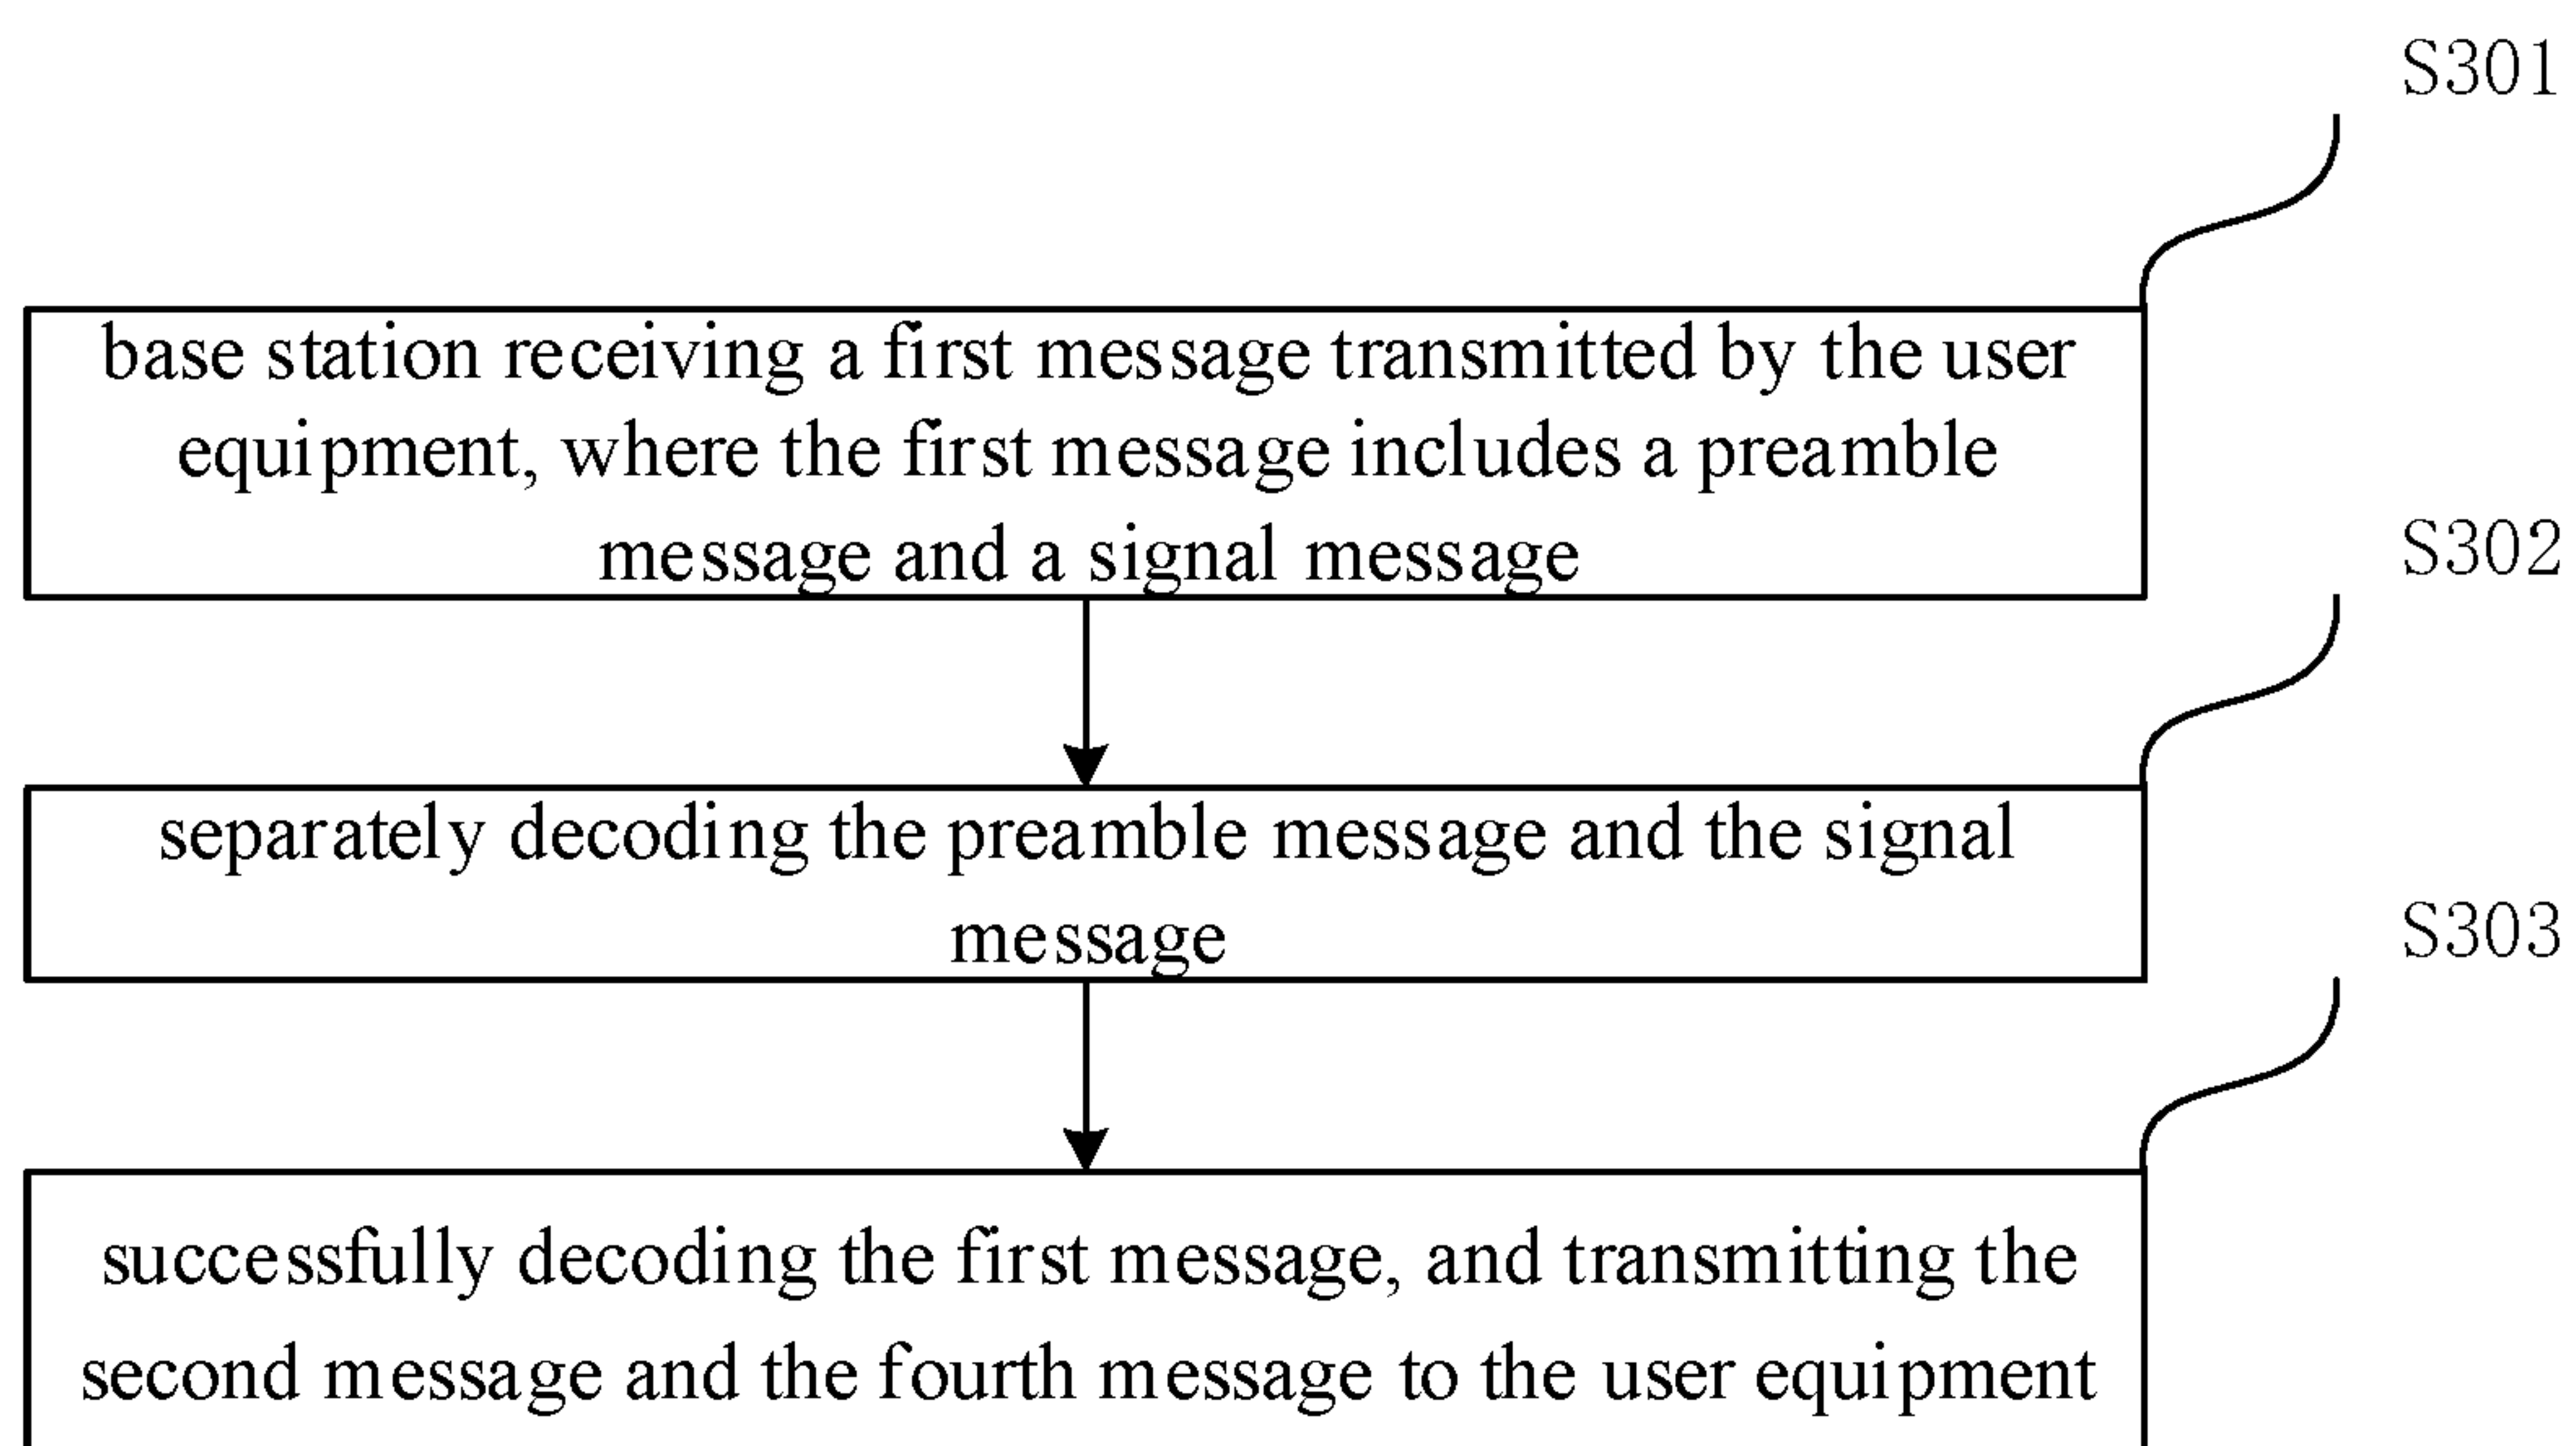 S301
base station receiving a first message transmitted by the user
equipment, where the first message includes a preamble
message and a signal message
S302
separately decoding the preamble message and the signal
message
S303
successfully decoding the first message, and transmitting the
second message and the fourth message to the user equipment